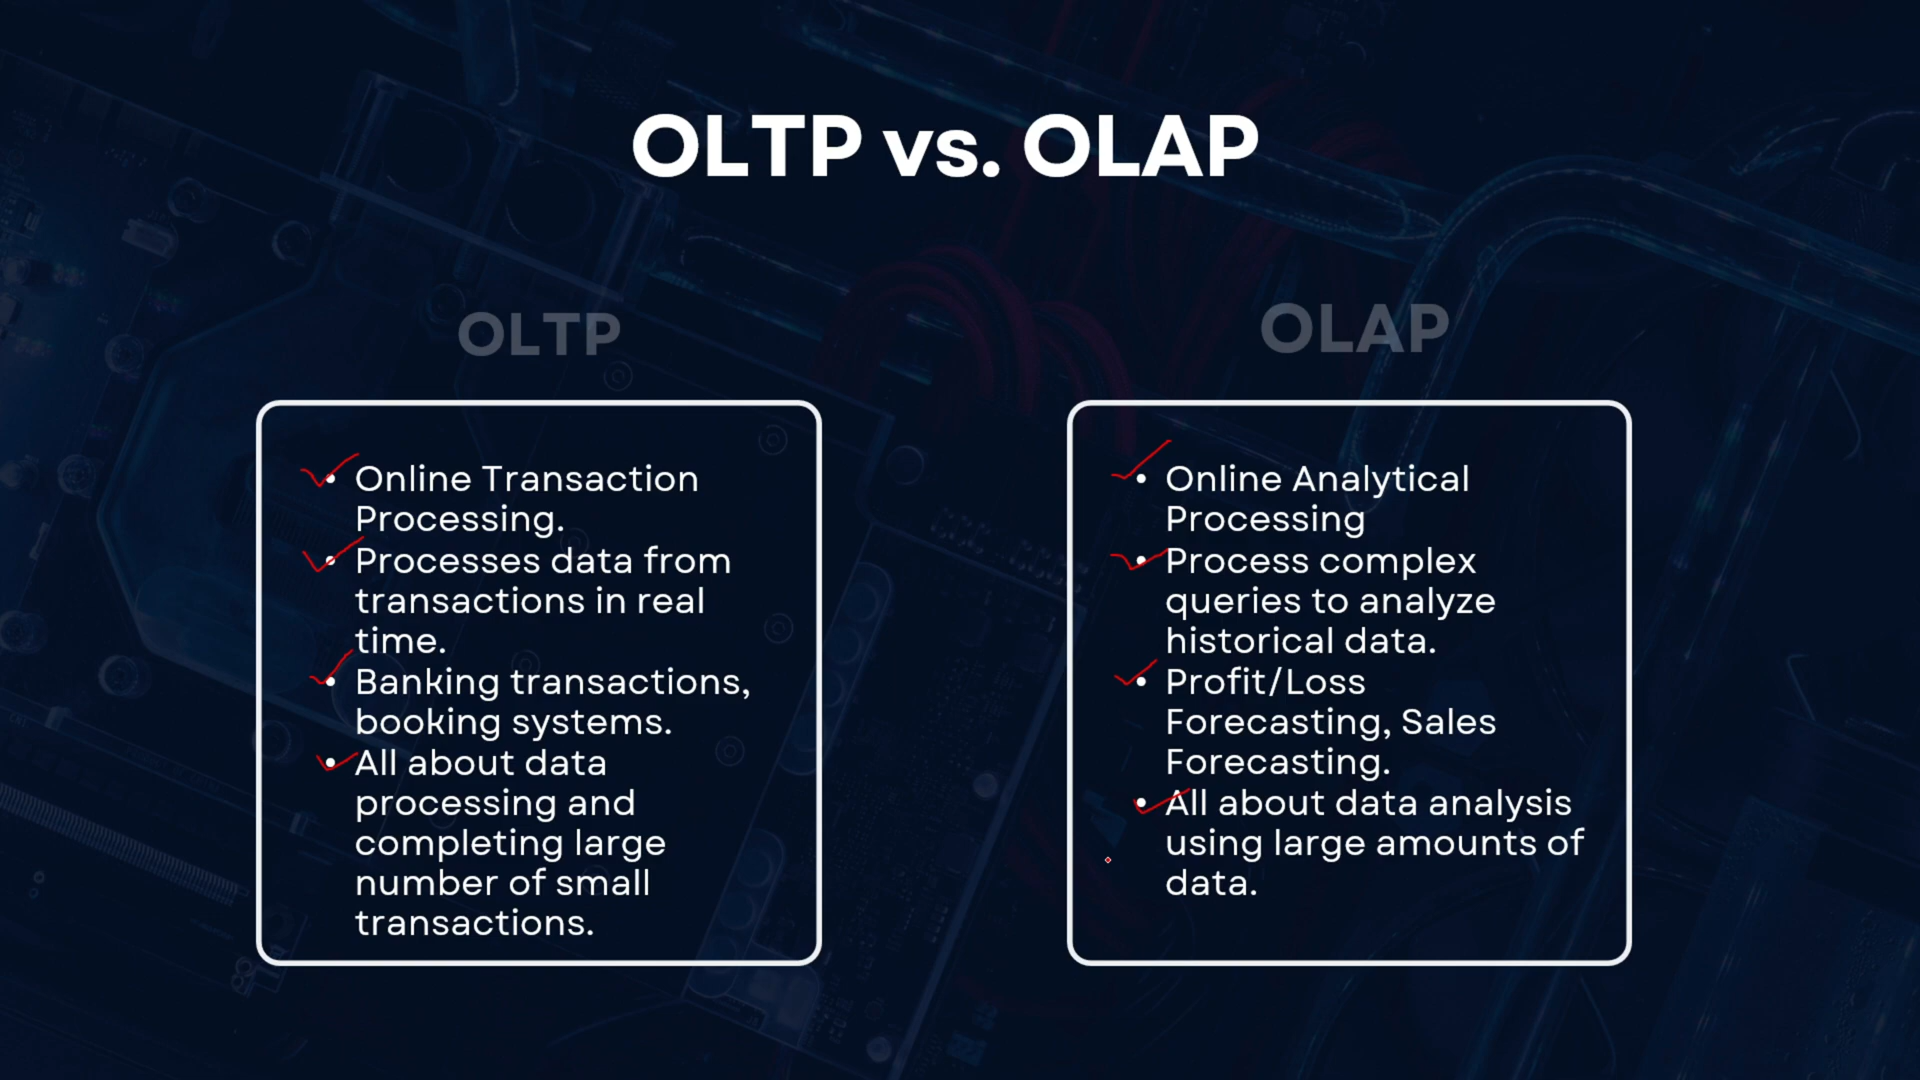 OLTP vs. OLAP
OLTP
• Online Transaction
Processing.
• Processes data from
transactions in real
time.
• Banking transactions,
booking systems.
• All about data
processing and
completing large
number of small
transactions.
OLAP
• Online Analytical
Processing
• Process complex
queries to analyze
historical data.
• Profit/Loss
Forecasting, Sales
Forecasting.
• All about data analysis
using large amounts of
data.